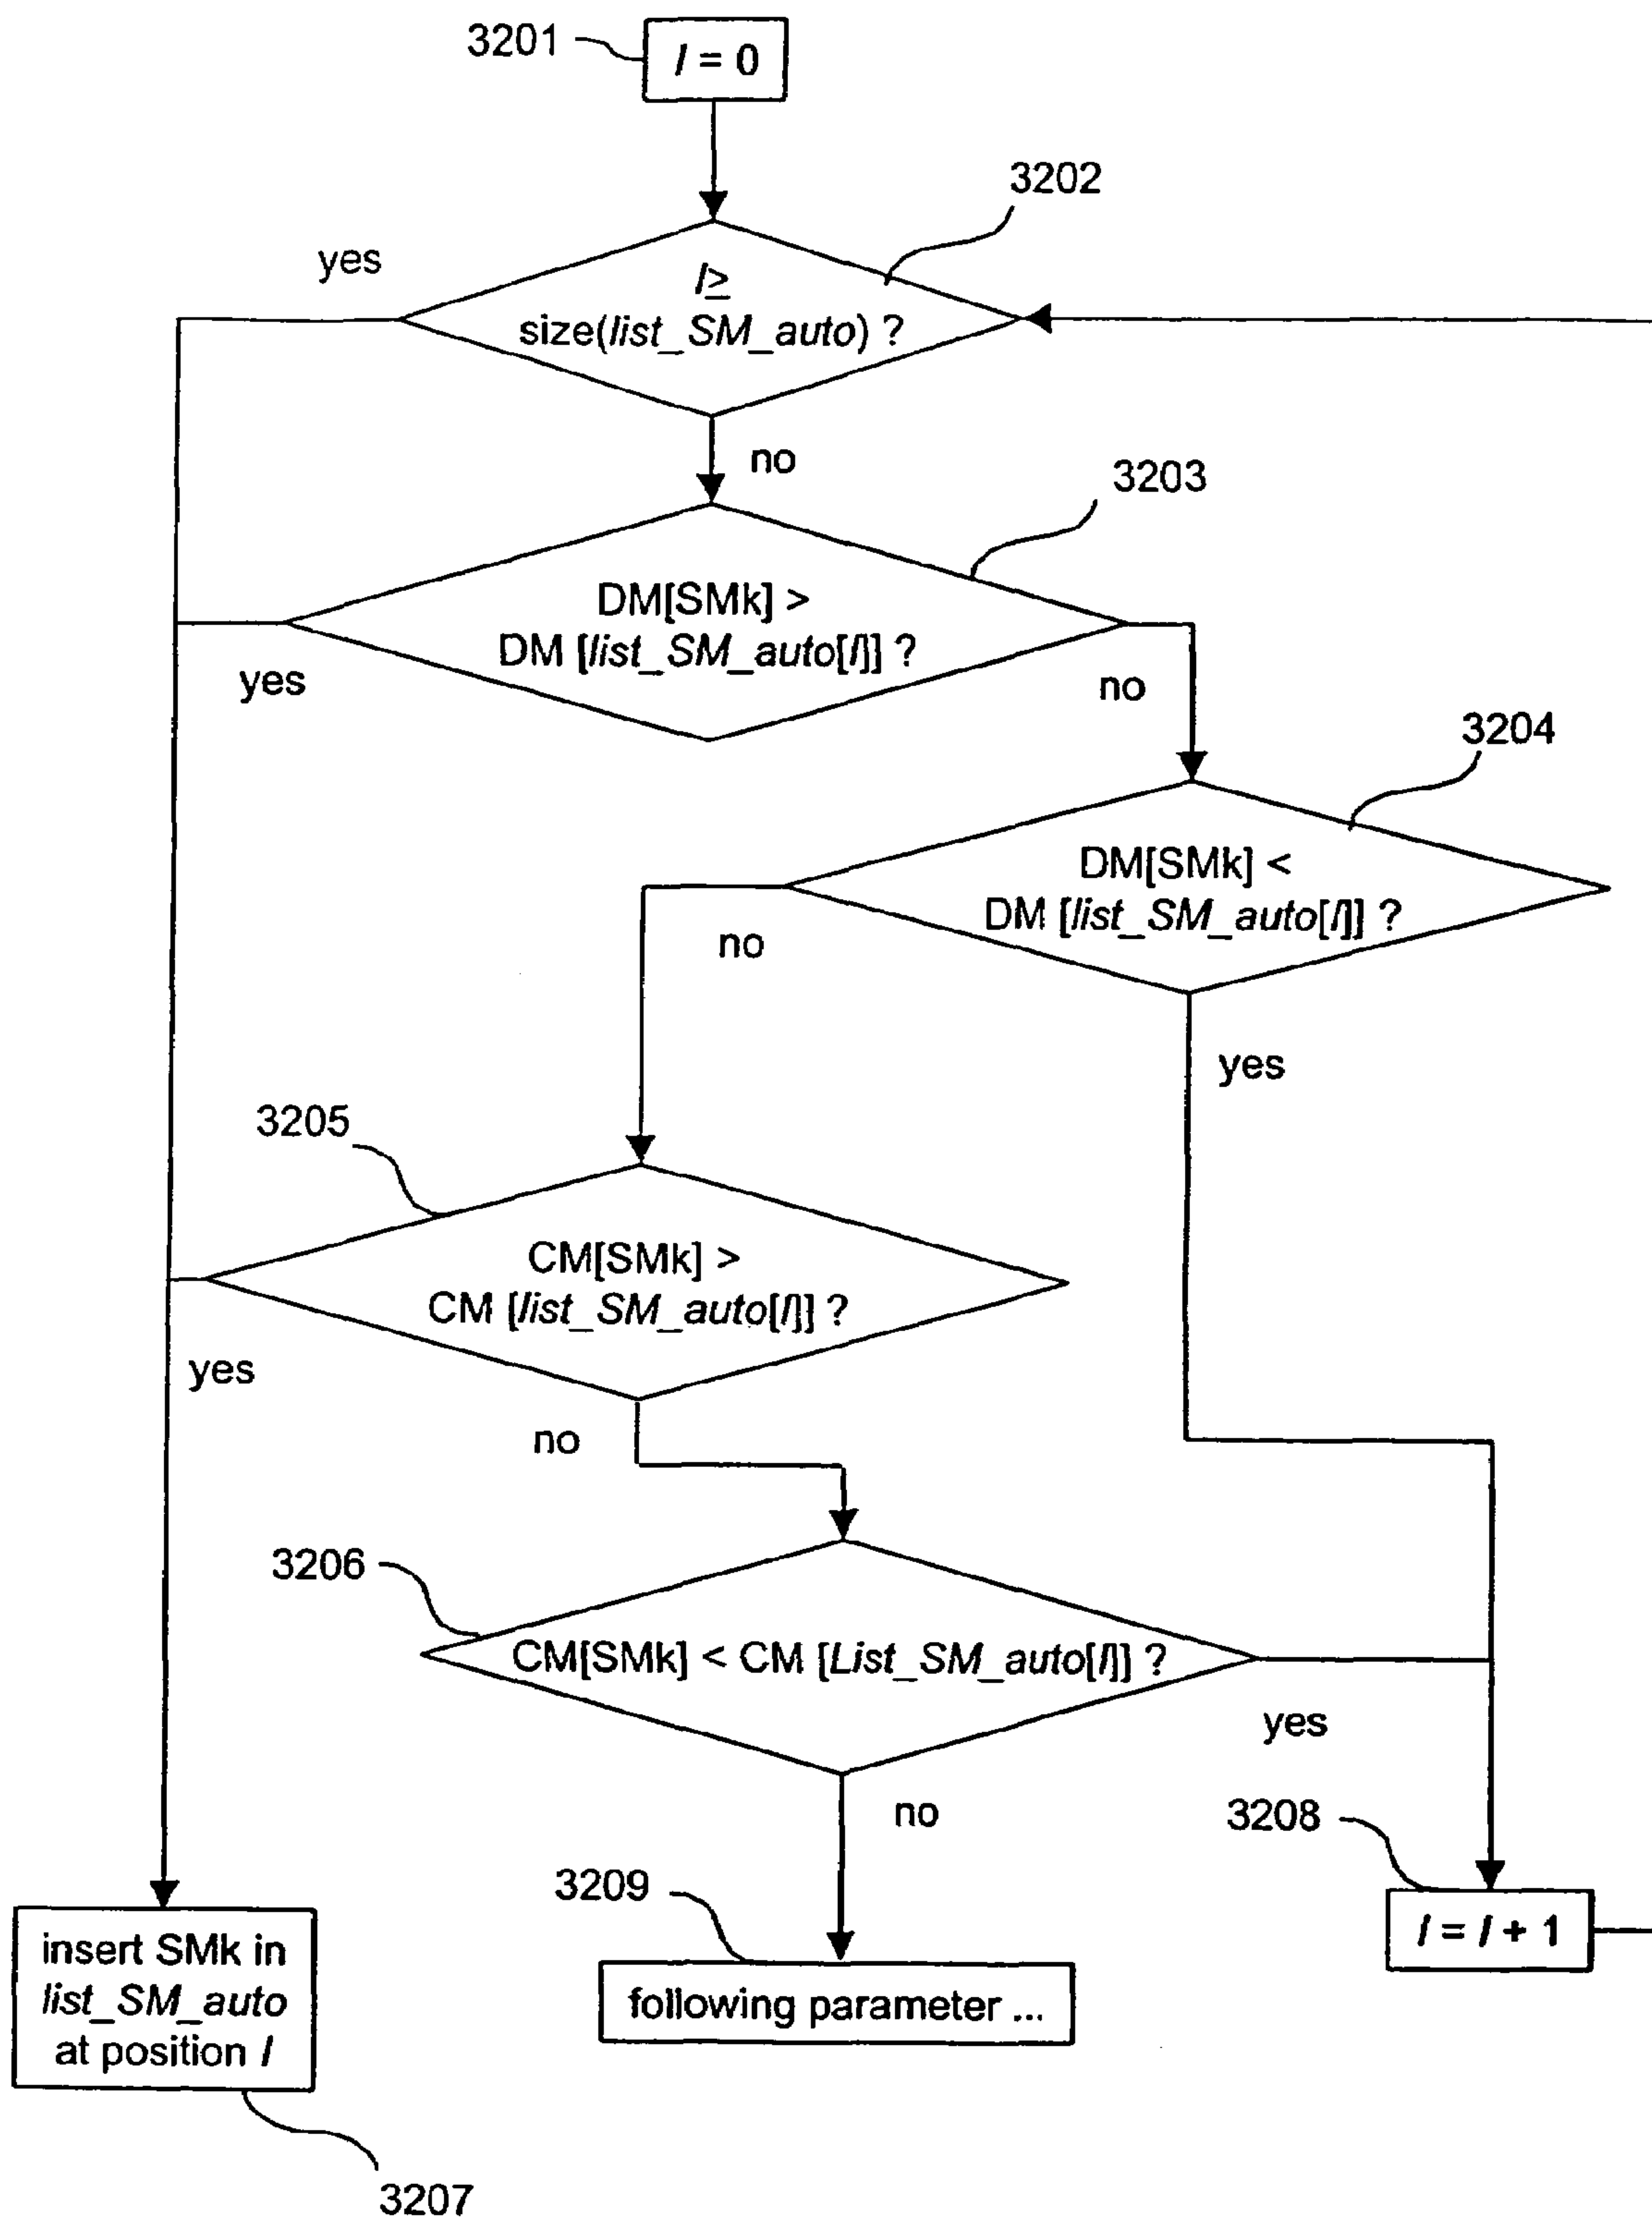 3201
l = 0
3202
yes
l ≥
size(list_SM_auto) ?
no
3203
DM[SMk] >
DM [list_SM_auto[l]] ?
yes
no
3204
DM[SMk] <
DM [list_SM_auto[l]] ?
no
yes
3205
CM[SMk] >
CM [list_SM_auto[l]] ?
yes
no
3206
CM[SMk] < CM [List_SM_auto[l]] ?
yes
no
3208
3209
l = l + 1
insert SMk in
list_SM_auto
at position l
following parameter ...
3207